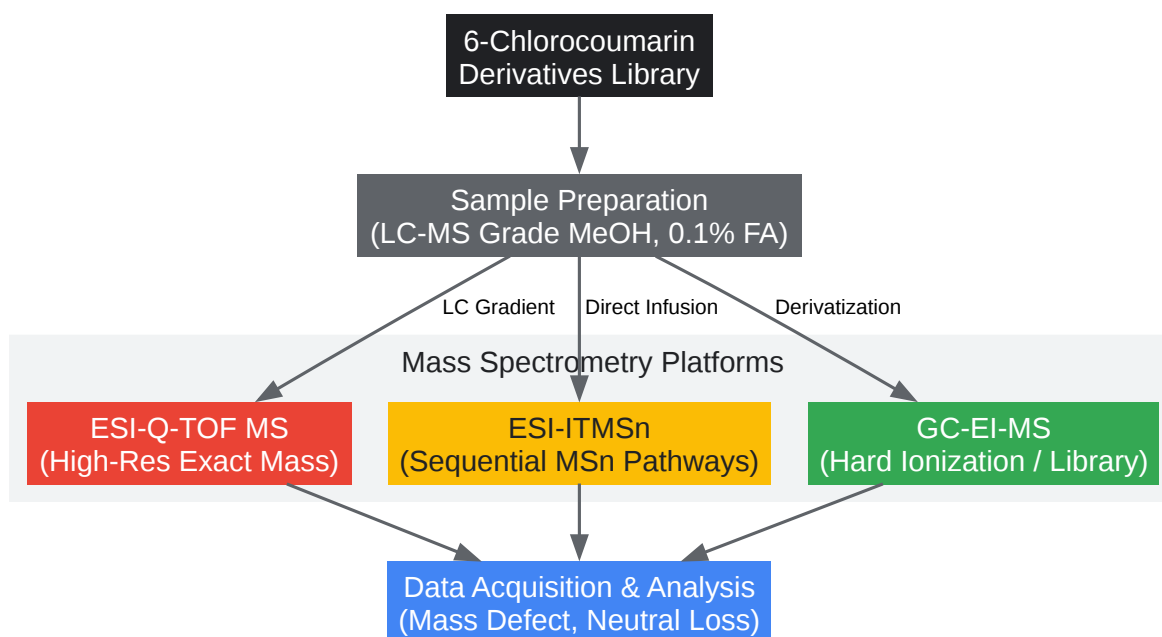 6-Chlorocoumarin
Derivatives Library
Sample Preparation
(LC-MS Grade MeOH, 0.1% FA)
LC Gradient
Direct Infusion
Derivatization
Mass Spectrometry Platforms
ESI-Q-TOF MS
(High-Res Exact Mass)
ESI-ITMSn
(Sequential MSn Pathways)
GC-EI-MS
(Hard Ionization / Library)
Data Acquisition & Analysis
(Mass Defect, Neutral Loss)